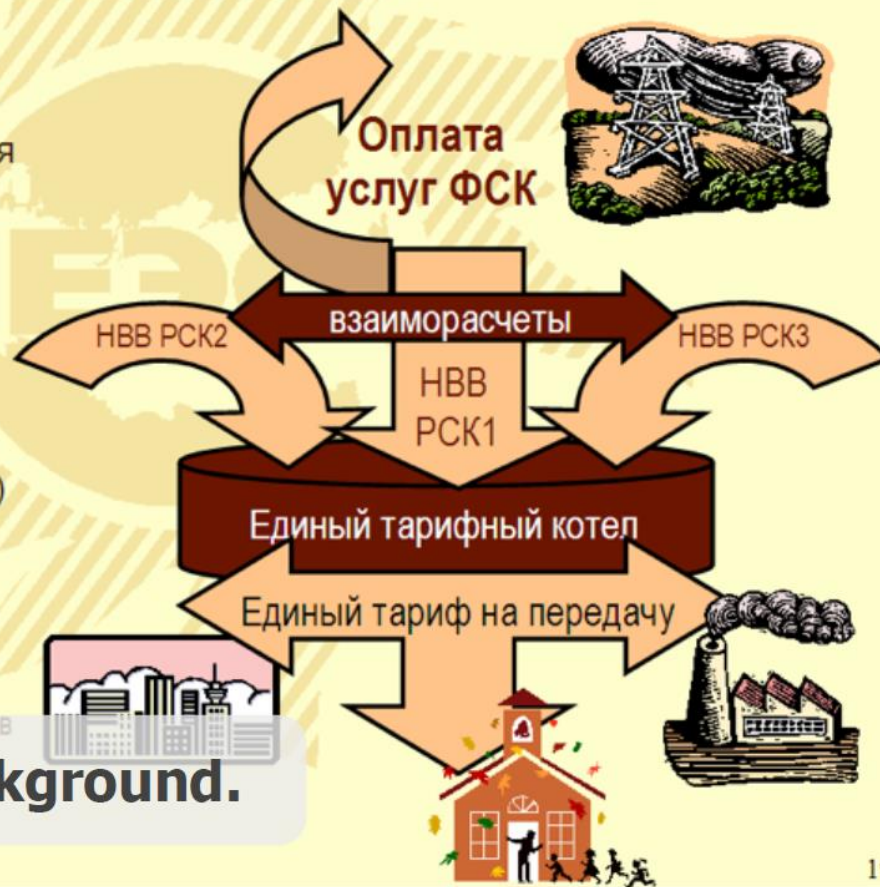 я
Оплата
услуг ФСК
ЕЭС
взаиморасчеты
НВВ РСК2
НВВ РСК3
НВВ
РСК1
)
Единый тарифный котел
Единый тариф на передачу
в
kground.
1